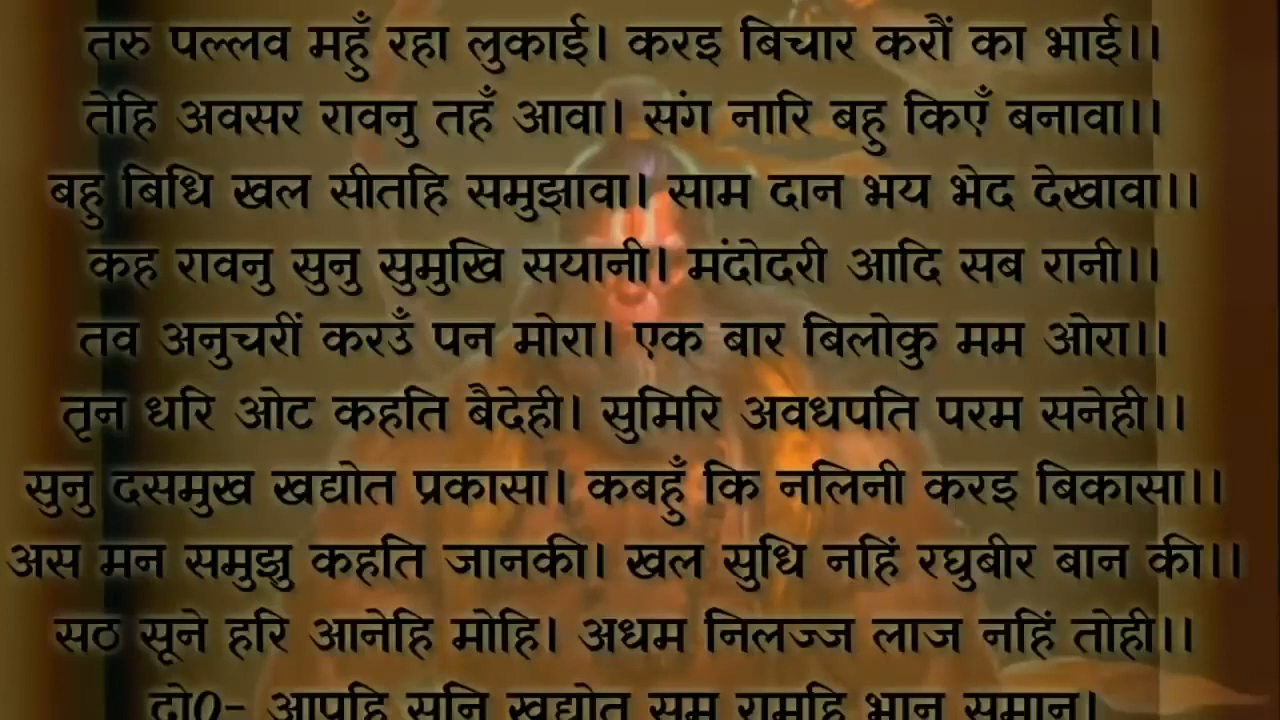 तरु पल्लव महुँ रहा लुकाई। करइ बिचार करौं का भाई।।
तेहि अवसर रावनु तहँ आवा। संग नारि बहु किएँ बनावा।।
बहु बिधि खल सीतहि समुझावा। साम दान भय भेद देखावा।।
कह रावनु सुनु सुमुखि सयानी। मंदोदरी आदि सब रानी।।
तव अनुचरीं करउँ पन मोरा। एक बार बिलोकु मम ओरा।।
तृन धरि ओट कहति बैदेही। सुमिरि अवधपति परम सनेही।।
सुनु दसमुख खद्योत प्रकासा। कबहुँ कि नलिनी करइ बिकासा।।
अस मन समुझु कहति जानकी। खल सुधि नहिं रघुबीर बान की।।
सठ सूने हरि आनेहि मोहि। अधम निलज्ज लाज नहिं तोही।।
दो0- आपुहि सुनि खद्योत सम रामहि भानु समान।